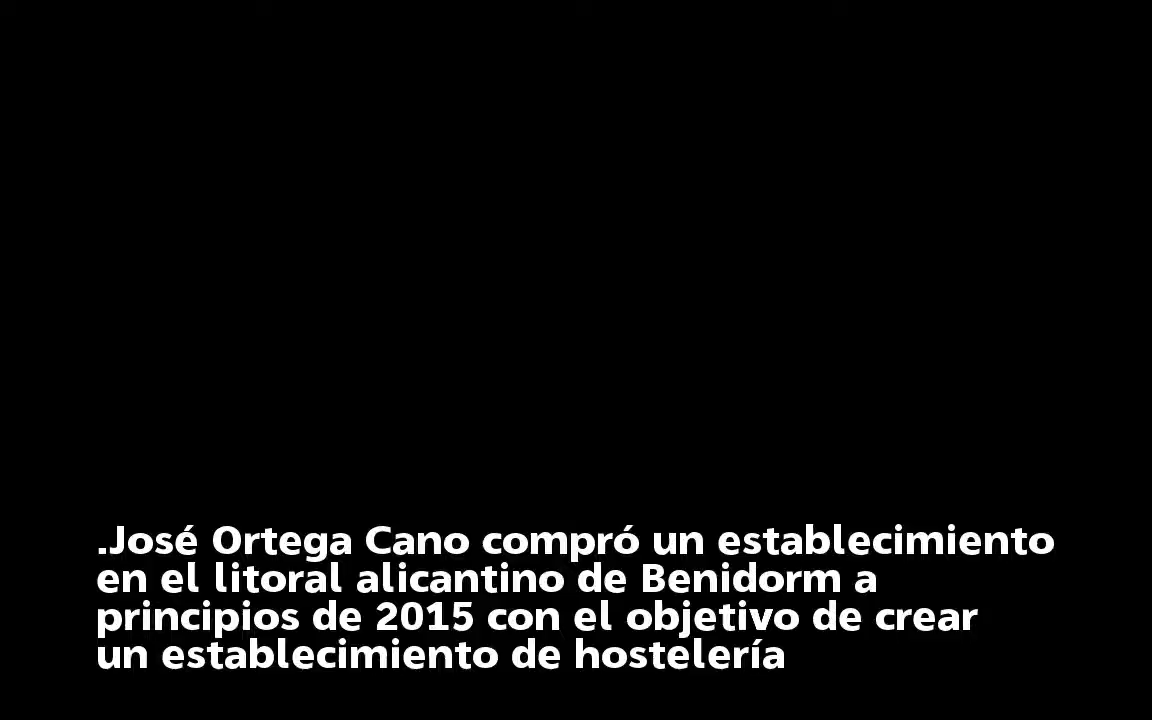 .José Ortega Cano compró un establecimiento
en el litoral alicantino de Benidorm a
principios de 2015 con el objetivo de crear
un establecimiento de hostelería